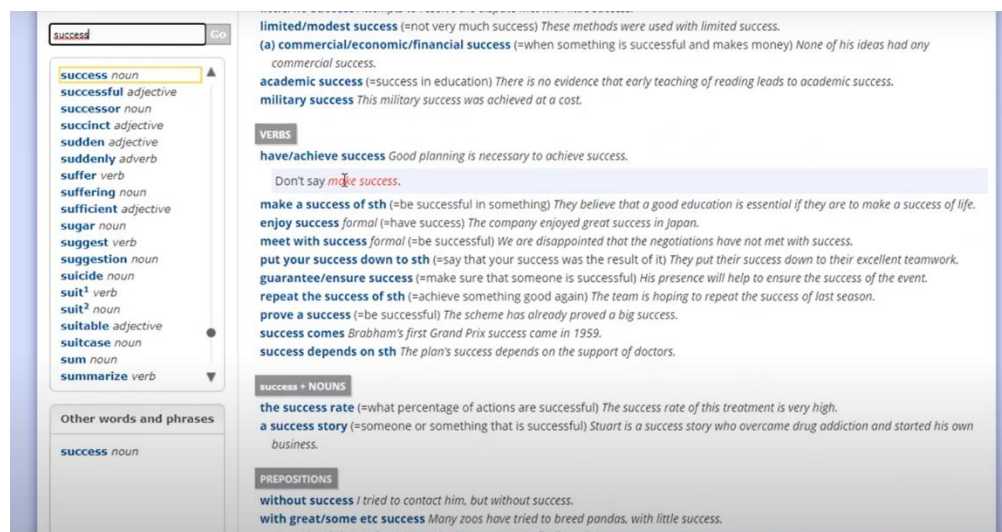 success
Go
success noun
successful adjective
successor noun
succinct adjective
sudden adjective
suddenly adverb
suffer verb
suffering noun
sufficient adjective
sugar noun
suggest verb
suggestion noun
suicide noun
suit¹ verb
suit² noun
suitable adjective
suitcase noun
sum noun
summarize verb
Other words and phrases
success noun
limited/modest success (=not very much success) These methods were used with limited success.
(a) commercial/economic/financial success (=when something is successful and makes money) None of his ideas had any
commercial success.
academic success (=success in education) There is no evidence that early teaching of reading leads to academic success.
military success This military success was achieved at a cost.
VERBS
have/achieve success Good planning is necessary to achieve success.
Don't say make success.
make a success of sth (=be successful in something) They believe that a good education is essential if they are to make a success of life.
enjoy success formal (=have success) The company enjoyed great success in Japan.
meet with success formal (=be successful) We are disappointed that the negotiations have not met with success.
put your success down to sth (=say that your success was the result of it) They put their success down to their excellent teamwork.
guarantee/ensure success (=make sure that someone is successful) His presence will help to ensure the success of the event.
repeat the success of sth (=achieve something good again) The team is hoping to repeat the success of last season.
prove a success (=be successful) The scheme has already proved a big success.
success comes Brabham's first Grand Prix success came in 1959.
success depends on sth The plan's success depends on the support of doctors.
success + NOUNS
the success rate (=what percentage of actions are successful) The success rate of this treatment is very high.
a success story (=someone or something that is successful) Stuart is a success story who overcame drug addiction and started his own
business.
PREPOSITIONS
without success I tried to contact him, but without success.
with great/some etc success Many zoos have tried to breed pandas, with little success.